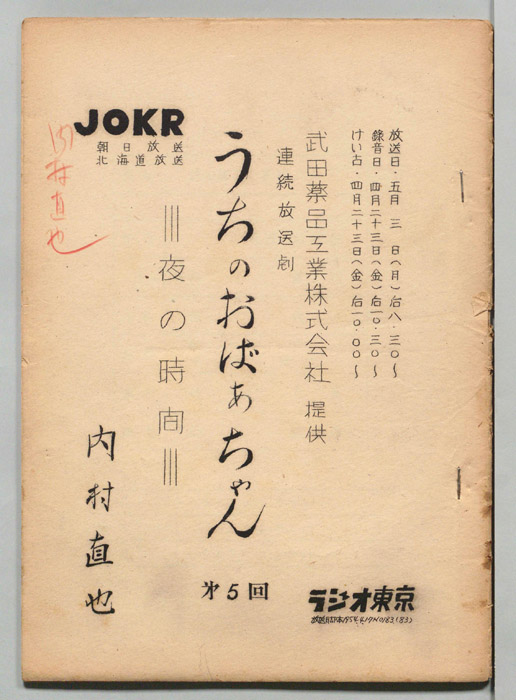 放送日・五月 三 日(月)后八・三〇〜
錄音日・四月二十三日(金)后一〇・三〇〜
けい古・四月二十三日(金)后一〇・〇〇〜
武田薬品工業株式会社 提供
連続放送劇
うちのおばあちゃん
才5回
夜の時间
内村直也
JOKR
朝日放送
北海道放送
内村直也
ラジオ東京